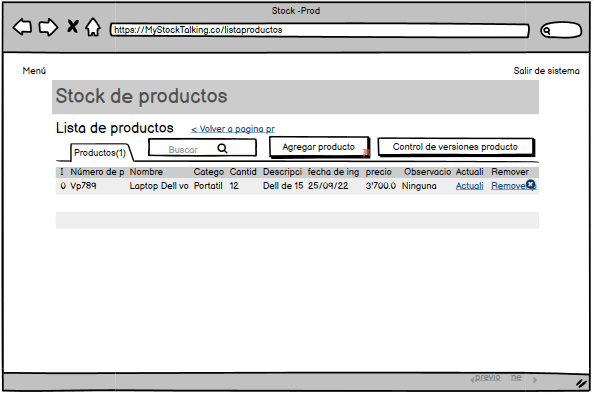 Stock -Prod
https://MyStockTalking.co/listaproductos
Menú Salir de sistema
Stock de productos
Lista de productos < Volver a pagina pr
Productos(1) Buscar Agregar producto Control de versiones producto
I Número de p Nombre Catego Cantid Descripci fecha de ing precio Observacio Actuali Remover
0 Vp789 Laptop Dell vo Portatil 12 Dell de 15 25/09/22 3'700.0 Ninguna Actuali Remover
previo ne